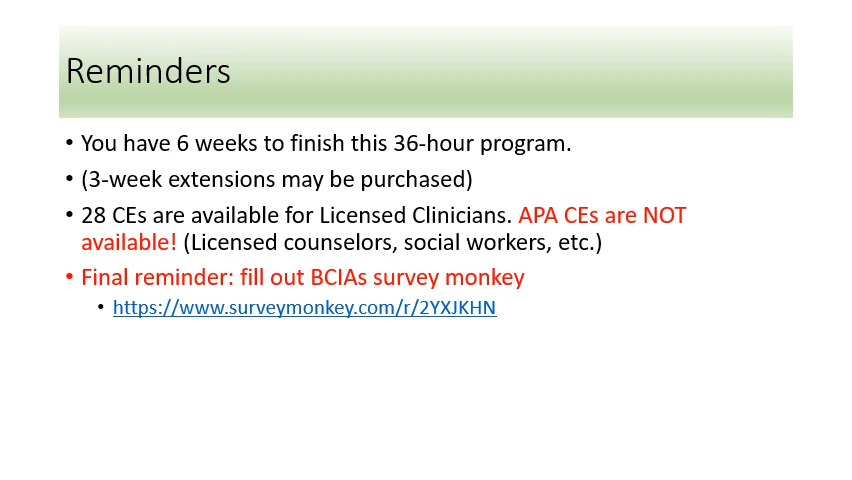 Reminders
• You have 6 weeks to finish this 36-hour program.
• (3-week extensions may be purchased)
• 28 CEs are available for Licensed Clinicians. APA CEs are NOT
available! (Licensed counselors, social workers, etc.)
• Final reminder: fill out BCIAs survey monkey
• https://www.surveymonkey.com/r/2YXJKHN